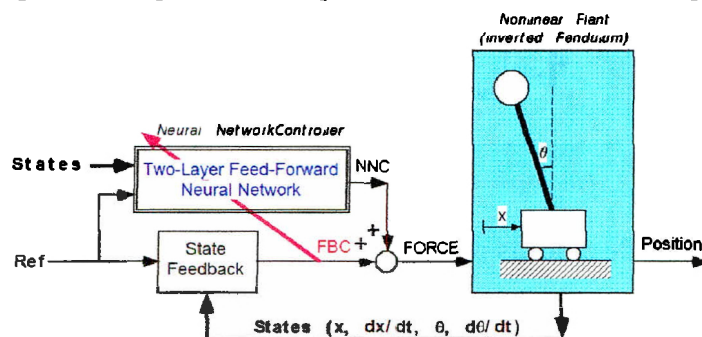 Nonlinear Plant
(Inverted Pendulum)
Neural NetworkControler
States
Two-Layer Feed-Forward
Neural Network
NNC
θ
x
Ref
State
Feedback
FBC
+
+
FORCE
Position
States (x, dx/dt, θ, dθ/dt)